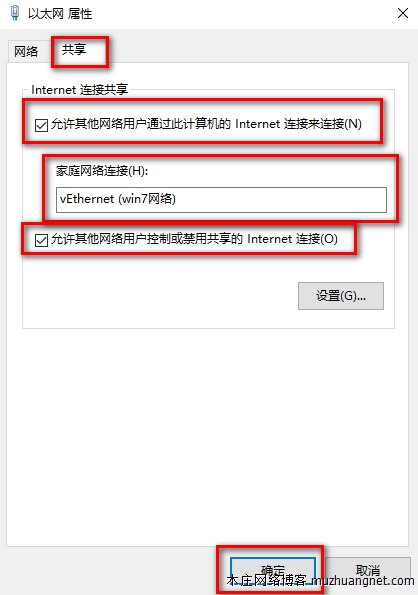 以太网 属性
网络
共享
Internet 连接共享
允许其他网络用户通过此计算机的 Internet 连接来连接(N)
家庭网络连接(H):
vEthernet (win7网络)
允许其他网络用户控制或禁用共享的 Internet 连接(O)
设置(G)...
确定
取消
木庄网络博客 muzhuangnet.com